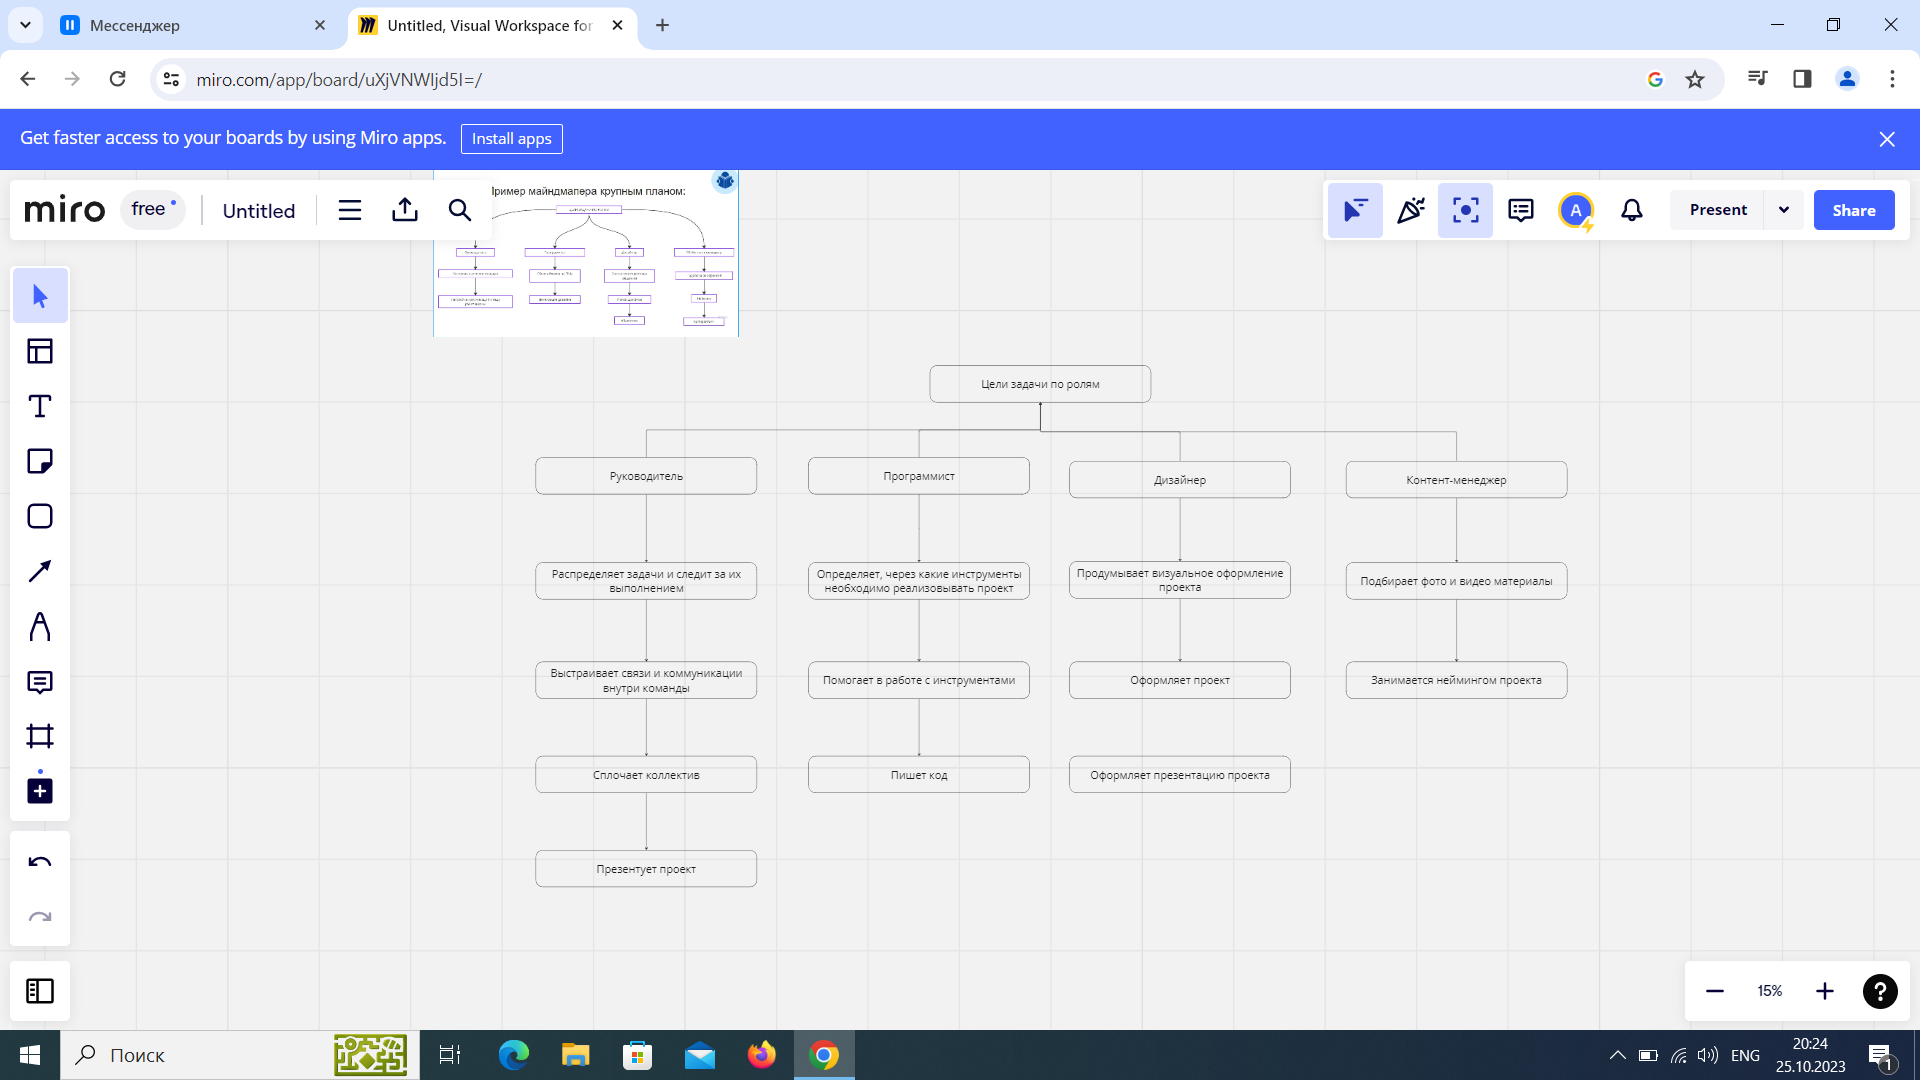 Мессенджер
Untitled, Visual Workspace for
miro.com/app/board/uXjVNWIjd5I=/
Get faster access to your boards by using Miro apps.
Install apps
miro
free
Untitled
Present
Share
Пример майндмапера крупным планом:
Цели задачи по ролям
Руководитель
Программист
Дизайнер
Контент-менеджер
Распределяет задачи и следит за их
выполнением
Определяет, через какие инструменты
необходимо реализовывать проект
Продумывает визуальное оформление
проекта
Подбирает фото и видео материалы
Выстраивает связи и коммуникации
внутри команды
Помогает в работе с инструментами
Оформляет проект
Занимается неймингом проекта
Сплочает коллектив
Пишет код
Оформляет презентацию проекта
Презентует проект
15%
Поиск
ENG
20:24
25.10.2023
1